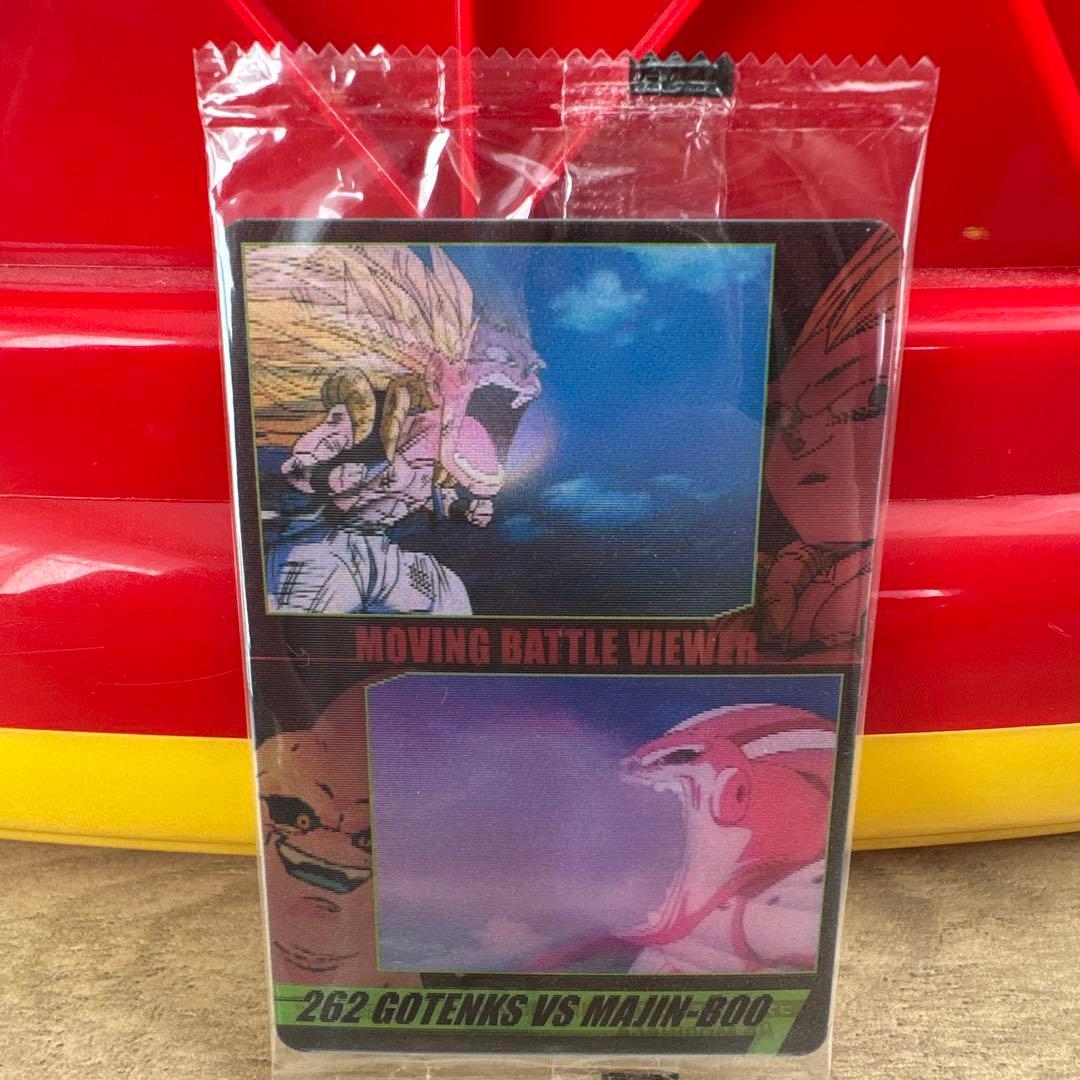 MOVING BATTLE VIEWER
262 GOTENKS VS MAJIN-BOO